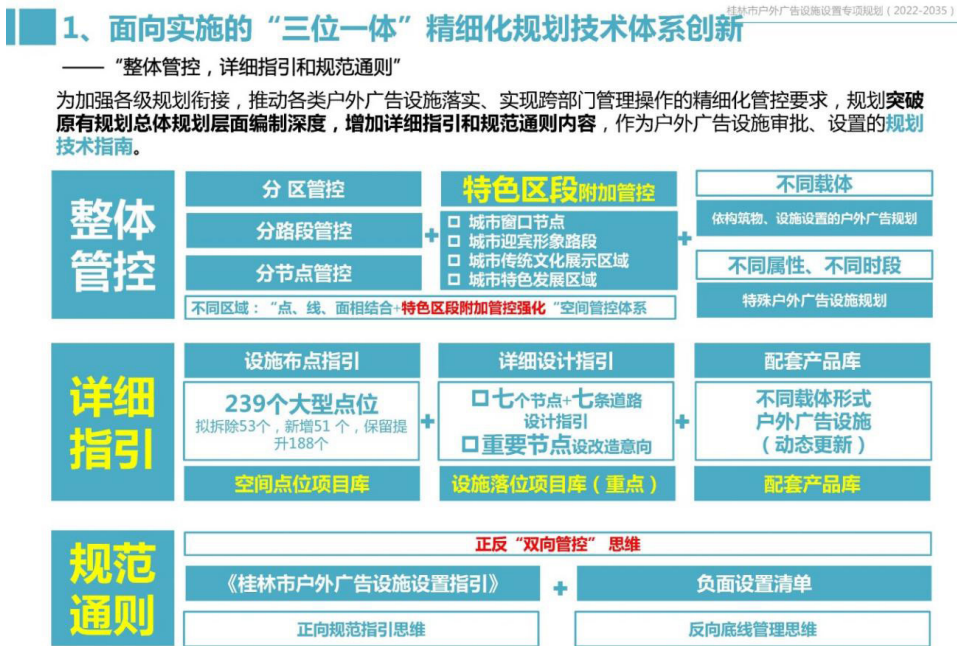 桂林市户外广告设施设置专项规划（2022-2035）
1、面向实施的“三位一体”精细化规划技术体系创新
——“整体管控，详细指引和规范通则”
为加强各级规划衔接，推动各类户外广告设施落实、实现跨部门管理操作的精细化管控要求，规划突破
原有规划总体规划层面编制深度，增加详细指引和规范通则内容，作为户外广告设施审批、设置的规划
技术指南。
整体
管控
分 区管控
分路段管控
分节点管控
+
特色区段附加管控
口 城市窗口节点
口 城市迎宾形象路段
口 城市传统文化展示区域
口 城市特色发展区域
+
不同载体
依构筑物、设施设置的户外广告规划
不同属性、不同时段
特殊户外广告设施规划
不同区域：“点、线、面相结合+特色区段附加管控强化“空间管控体系
详细
指引
设施布点指引
239个大型点位
拟拆除53个，新增51 个，保留提
升188个
空间点位项目库
+
详细设计指引
口七个节点+七条道路
设计指引
口重要节点设改造意向
设施落位项目库（重点）
+
配套产品库
不同载体形式
户外广告设施
（动态更新）
配套产品库
规范
通则
正反“双向管控” 思维
《桂林市户外广告设施设置指引》
+
负面设置清单
正向规范指引思维
反向底线管理思维